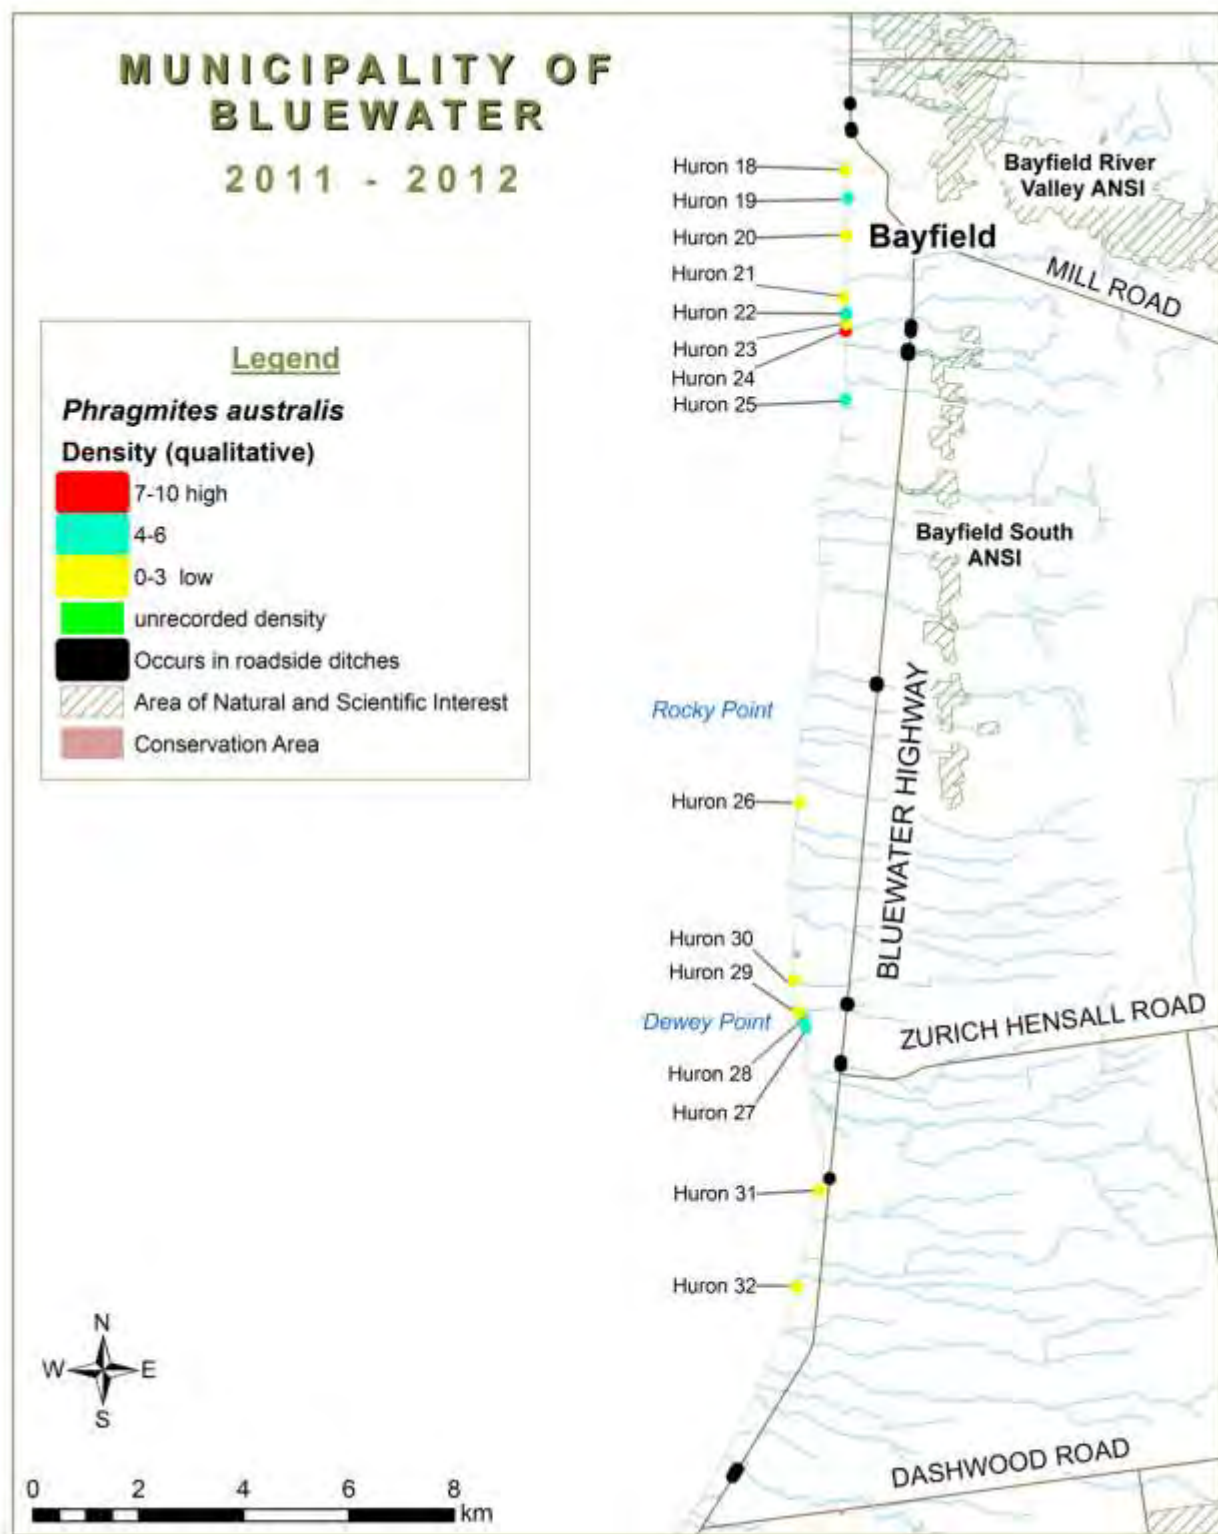 MUNICIPALITY OF
BLUEWATER
2011 - 2012
Legend
Phragmites australis
Density (qualitative)
7-10 high
4-6
0-3 low
unrecorded density
Occurs in roadside ditches
Area of Natural and Scientific Interest
Conservation Area
Huron 18
Huron 19
Huron 20
Huron 21
Huron 22
Huron 23
Huron 24
Huron 25
Bayfield River
Valley ANSI
Bayfield
MILL ROAD
Bayfield South
ANSI
Rocky Point
BLUEWATER HIGHWAY
Huron 26
Huron 30
Huron 29
Dewey Point
ZURICH HENSALL ROAD
Huron 28
Huron 27
Huron 31
Huron 32
DASHWOOD ROAD
N
W E
S
0 2 4 6 8
km